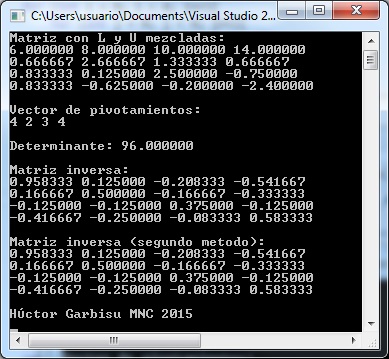 C:\Users\usuario\Documents\Visual Studio 2...
Matriz con L y U mezcladas:
6.000000 8.000000 10.000000 14.000000
0.666667 2.666667 1.333333 0.666667
0.833333 0.125000 2.500000 -0.750000
0.833333 -0.625000 -0.200000 -2.400000
Vector de pivotamientos:
4 2 3 4
Determinante: 96.000000
Matriz inversa:
0.958333 0.125000 -0.208333 -0.541667
0.166667 0.500000 -0.166667 -0.333333
-0.125000 -0.125000 0.375000 -0.125000
-0.416667 -0.250000 -0.083333 0.583333
Matriz inversa (segundo metodo):
0.958333 0.125000 -0.208333 -0.541667
0.166667 0.500000 -0.166667 -0.333333
-0.125000 -0.125000 0.375000 -0.125000
-0.416667 -0.250000 -0.083333 0.583333
Húctor Garbisu MNC 2015